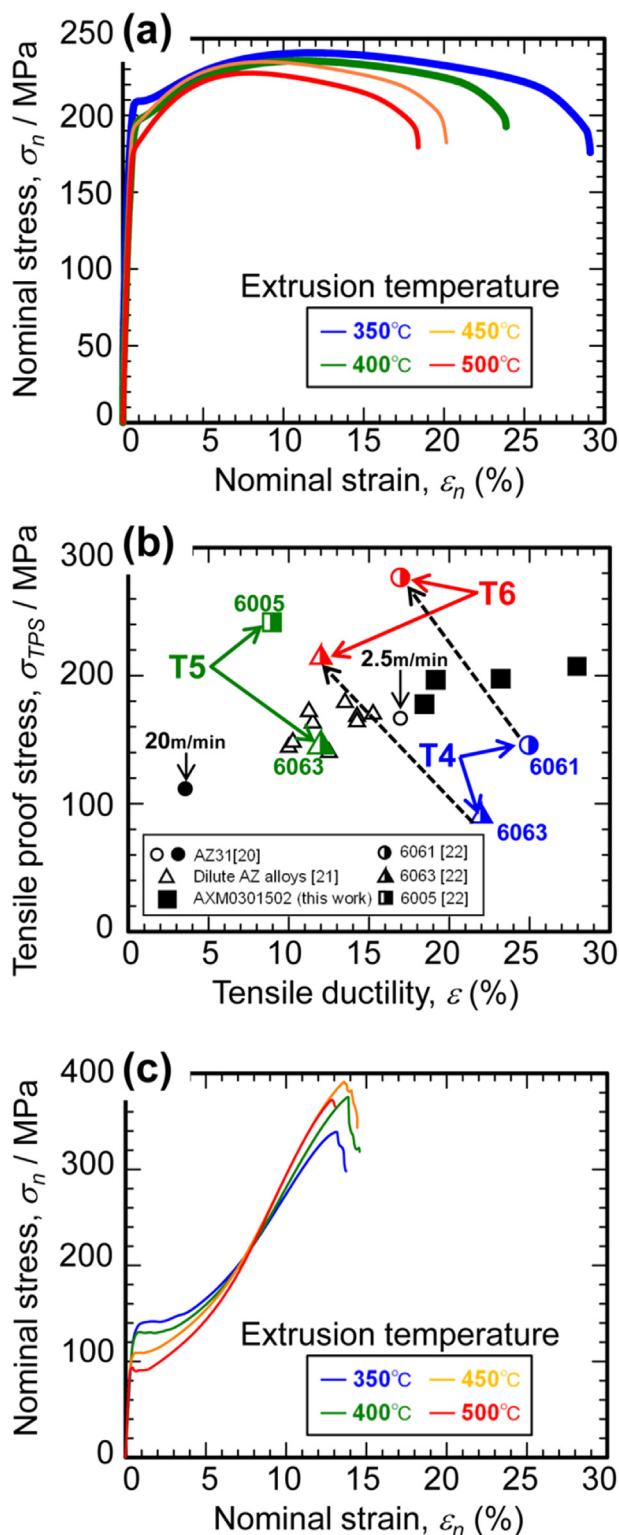 (a)
Nominal stress, σn / MPa
250
200
150
100
50
0
Extrusion temperature
350℃ 450℃
400℃ 500℃
0 5 10 15 20 25 30
Nominal strain, εn (%)
(b)
Tensile proof stress, σTPS / MPa
300
200
100
0
6005
T6
T5
2.5m/min
20m/min
T4
6063
6061
6063
AZ31[20] 6061 [22]
Dilute AZ alloys [21] 6063 [22]
AXM0301502 (this work) 6005 [22]
0 5 10 15 20 25 30
Tensile ductility, ε (%)
(c)
Nominal stress, σn / MPa
400
300
200
100
0
Extrusion temperature
350℃ 450℃
400℃ 500℃
0 5 10 15 20 25 30
Nominal strain, εn (%)